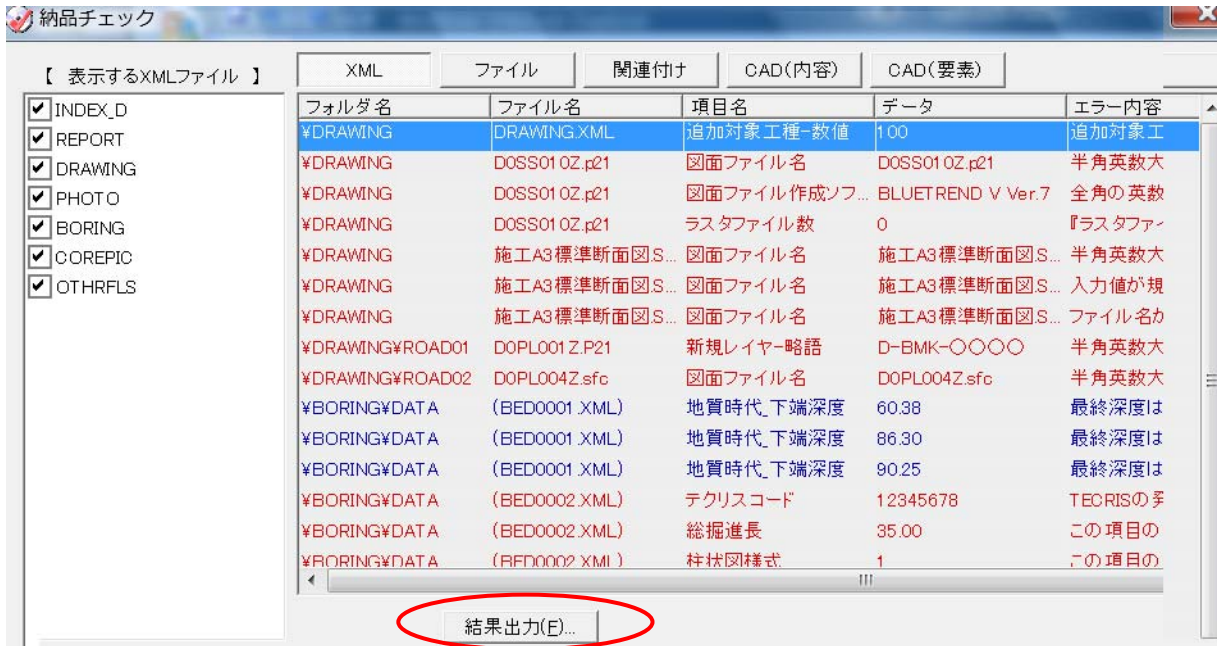 納品チェック
【 表示するXMLファイル 】
XML ファイル 関連付け CAD(内容) CAD(要素)
INDEX_D
REPORT
DRAWING
PHOTO
BORING
COREPIC
OTHRFLS
フォルダ名 ファイル名 項目名 データ エラー内容
¥DRAWING DRAWING.XML 追加対象工種-数値 100 追加対象工
¥DRAWING D0SS010Z.p21 図面ファイル名 D0SS010Z.p21 半角英数大
¥DRAWING D0SS010Z.p21 図面ファイル作成ソフ... BLUETREND V Ver.7 全角の英数
¥DRAWING D0SS010Z.p21 ラスタファイル数 0 『ラスタファイ
¥DRAWING 施工A3標準断面図.S... 図面ファイル名 施工A3標準断面図.S... 半角英数大
¥DRAWING 施工A3標準断面図.S... 図面ファイル名 施工A3標準断面図.S... 入力値が規
¥DRAWING 施工A3標準断面図.S... 図面ファイル名 施工A3標準断面図.S... ファイル名か
¥DRAWING¥ROAD01 D0PL001Z.P21 新規レイヤー略語 D-BMK-〇〇〇〇 半角英数大
¥DRAWING¥ROAD02 D0PL004Z.sfc 図面ファイル名 D0PL004Z.sfc 半角英数大
¥BORING¥DATA (BED0001.XML) 地質時代_下端深度 60.38 最終深度は
¥BORING¥DATA (BED0001.XML) 地質時代_下端深度 86.30 最終深度は
¥BORING¥DATA (BED0001.XML) 地質時代_下端深度 90.25 最終深度は
¥BORING¥DATA (BED0002.XML) テクリスコード 12345678 TECRISの
¥BORING¥DATA (BED0002.XML) 総掘進長 35.00 この項目の
¥BORING¥DATA (BED0002.XML) 柱状図様式 1 この項目の
結果出力(F)...